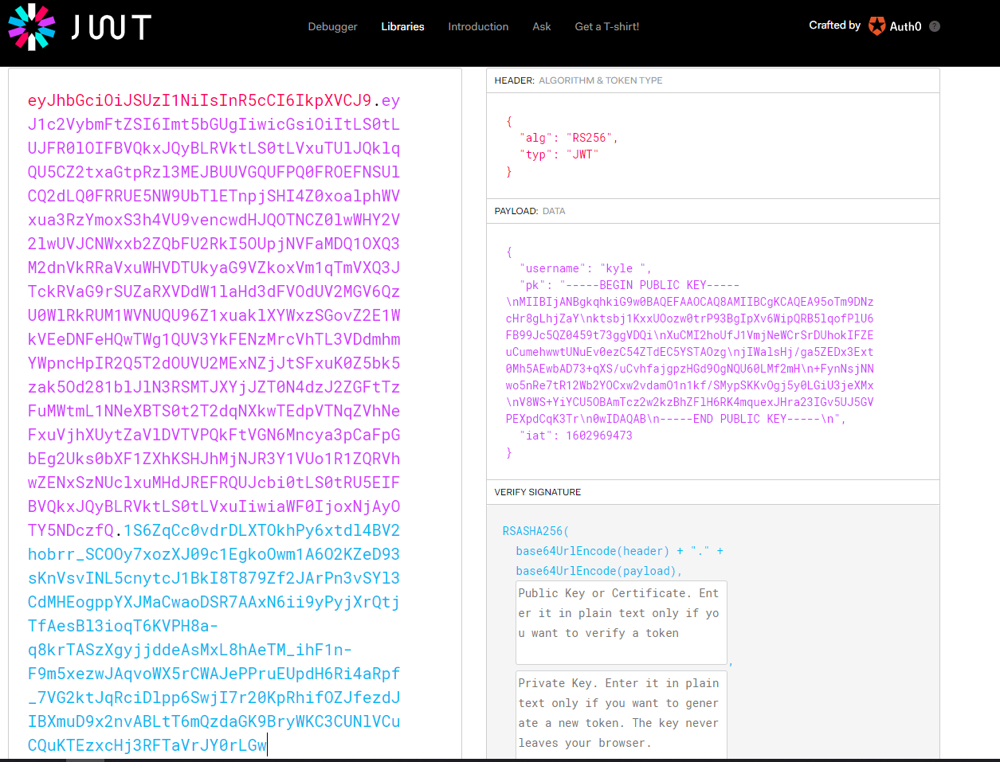 JWT
Debugger Libraries Introduction Ask Get a T-shirt!
Crafted by Auth0 ?
eyJhbGciOiJSUzI1NiIsInR5cCI6IkpXVCJ9.ey
J1c2VybmFtZSI6Imt5bGUgIiwicGsiOiItLS0tL
UJFR0lOIFBVQkxJQyBLRVktLS0tLVxuTUlJQklq
QU5CZ2txaGtpRzl3MEJBUUVGQUFPQ0FROEFNSUl
CQ2dLQ0FRRUE5NW9UbTlETnpjSHI4Z0xoalphWV
xua3RzYmoxS3h4VU9vencwdHJQOTNCZ0lwWHY2V
2lwUVJCNWxxb2ZQbFU2RkI5OUpjNVFaMDQ1OXQ3
M2dnVkRRaVxuWHVDTUkyaG9VZkoxVm1qTmVXQ3J
TckRVaG9rSUZaRXVDdW1laHd3dFVOdUV2MGV6Qz
U0WlRkRUM1WVNUQU96Z1xuaklXYWxzSGovZ2E1W
kVEeDNFeHQwTWg1QUV3YkFENzMrcVhTL3VDdmhm
YWpncHpIR2Q5T2dOUVU2MExNZjJtSFxuK0Z5bk5
zak5Od281blJlN3RSMTJXYjJZT0N4dzJ2ZGFtTz
FuMWtmL1NNeXBTS0t2T2dqNXkwTEdpVTNqZVhNe
FxuVjhXUytZaVlDVTVPQkFtVGN6Mncya3pCaFpG
bEg2Uks0bXF1ZXhKSHJhMjNJR3Y1VUo1R1ZQRVh
wZENxSzNUclxuMHdJREFRQUJcbi0tLS0tRU5EIF
BVQkxJQyBLRVktLS0tLVxuIiwiaWF0IjoxNjAyO
TY5NDczfQ.1S6ZqCc0vdrDLXTOkhPy6xtdl4BV2
hobrr_SCOOy7xozXJ09c1EgkoOwm1A6O2KZeD93
sKnVsvINL5cnytcJ1BkI8T879Zf2JArPn3vSYl3
CdMHEogppYXJMaCwaoDSR7AAxN6ii9yPyjXrQtj
TfAesBl3ioqT6KVPH8a-
q8krTASzXgyjjddeAsMxL8hAeTM_ihF1n-
F9m5xezwJAqvoWX5rCWAJePPruEUpdH6Ri4aRpf
_7VG2ktJqRciDlpp6SwjI7r20KpRhifOZJfezdJ
IBXmuD9x2nvABLtT6mQzdaGK9BryWKC3CUNlVCu
CQuKTEzxcHj3RFTaVrJY0rLGw
HEADER: ALGORITHM & TOKEN TYPE
{
"alg": "RS256",
"typ": "JWT"
}
PAYLOAD: DATA
{
"username": "kyle ",
"pk": "-----BEGIN PUBLIC KEY-----
\nMIIBIjANBgkqhkiG9w0BAQEFAAOCAQ8AMIIBCgKCAQEA95oTm9DNz
cHr8gLhjZaY\nktsbj1KxxUOozw0trP93BgIpXv6WipQRB5lqofPlU6
FB99Jc5QZ0459t73ggVDQi\nXuCMI2hoUfJ1VmjNeWCrSrDUhokIFZE
uCumehwwtUNuEv0ezC54ZTdEC5YSTAOzg\njIWalsHj/ga5ZEDx3Ext
0Mh5AEwbAD73+qXS/uCvhfajgpzHGd9OgNQU60LMf2mH\n+FynNsjNN
wo5nRe7tR12Wb2YOCxw2vdamO1n1kf/SMypSKKvOgj5y0LGiU3jeXMx
\nV8WS+YiYCU5OBAmTcz2w2kzBhZFlH6RK4mquexJHra23IGv5UJ5GV
PEXpdCqK3Tr\n0wIDAQAB\n-----END PUBLIC KEY-----\n",
"iat": 1602969473
}
VERIFY SIGNATURE
RSASHA256(
base64UrlEncode(header) + "." +
base64UrlEncode(payload),
Public Key or Certificate. Ent
er it in plain text only if yo
u want to verify a token
,
Private Key. Enter it in plain
text only if you want to gener
ate a new token. The key never
leaves your browser.